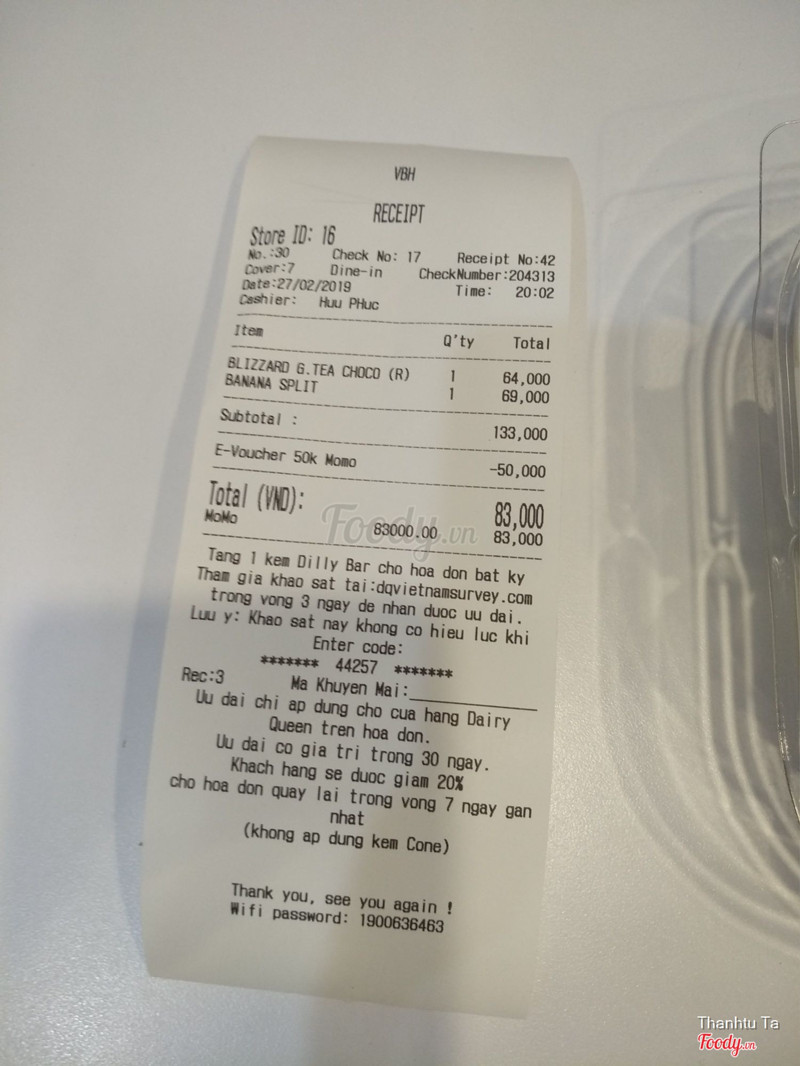 VBH
RECEIPT
Store ID: 16
No.:30 Check No: 17 Receipt No:42
Cover:7 Dine-in CheckNumber:204313
Date:27/02/2019 Time: 20:02
Cashier: Huu PHuc
Item Q'ty Total
BLIZZARD G.TEA CHOCO (R) 1 64,000
BANANA SPLIT 1 69,000
Subtotal : 133,000
E-Voucher 50k Momo -50,000
Total (VND): 83,000
MoMo 83000.00 83,000
Foody.vn
Tang 1 kem Dilly Bar cho hoa don bat ky
Tham gia khao sat tai:dqvietnamsurvey.com
trong vong 3 ngay de nhan duoc uu dai.
Luu y: Khao sat nay khong co hieu luc khi
Enter code:
******* 44257 *******
Rec:3 Ma Khuyen Mai:__________
Uu dai chi ap dung cho cua hang Dairy
Queen tren hoa don.
Uu dai co gia tri trong 30 ngay.
Khach hang se duoc giam 20%
cho hoa don quay lai trong vong 7 ngay gan
nhat
(khong ap dung kem Cone)
Thank you, see you again !
Wifi password: 1900636463
Thanhtu Ta
Foody.vn